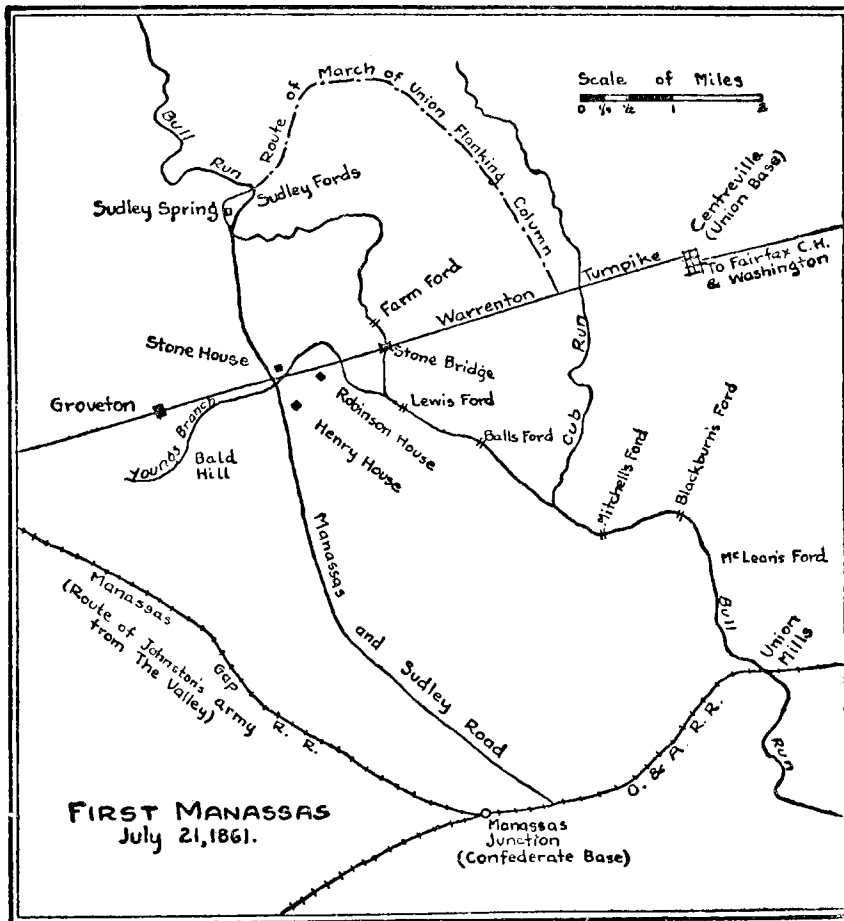 Scale of Miles
0 ¼ ½ 1 2
Route of March of Union Flanking Column
Bull Run
Sudley Fords
Sudley Spring
Centreville
(Union Base)
To Fairfax C.H.
& Washington
Warrenton Turnpike
Farm Ford
Stone House
Stone Bridge
Groveton
Robinson House
Lewis Ford
Henry House
Balls Ford
Cub Run
Youngs Branch
Bald
Hill
Mitchell's Ford
Blackburn's Ford
McLean's Ford
Bull Run
Union
Mills
Manassas Gap R. R.
(Route of Johnston's army
from The Valley)
Manassas and Sudley Road
O. & A. R. R.
FIRST MANASSAS
July 21, 1861.
Manassas
Junction
(Confederate Base)